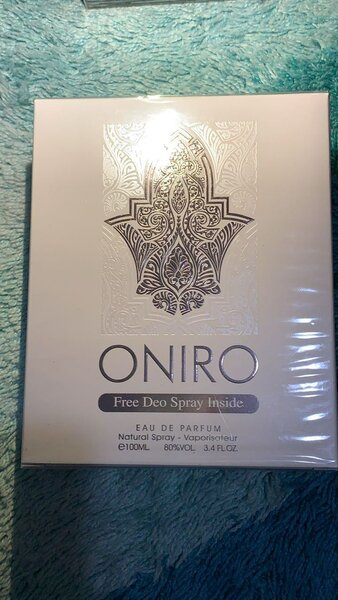 ONIRO
Free Deo Spray Inside
EAU DE PARFUM
Natural Spray - Vaporisateur
℮100ML. 80%VOL. 3.4 FL.OZ.